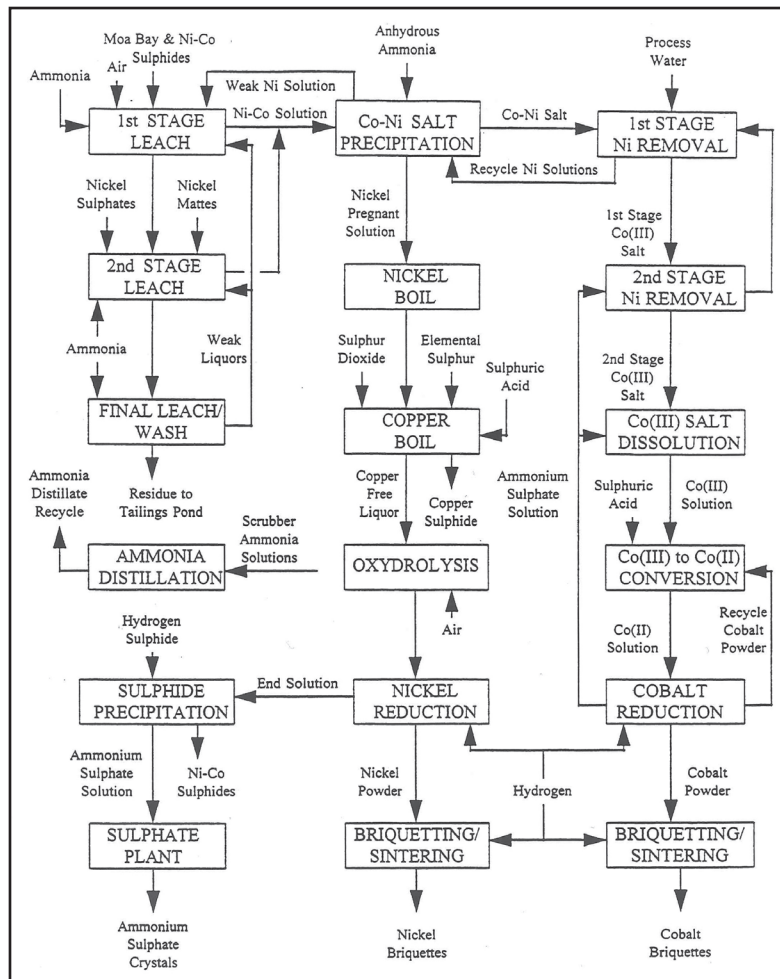 Moa Bay & Ni-Co
Sulphides
Air
Ammonia
1st STAGE
LEACH
Weak Ni Solution
Ni-Co Solution
Anhydrous
Ammonia
Co-Ni SALT
PRECIPITATION
Co-Ni Salt
Recycle Ni Solutions
Process
Water
1st STAGE
Ni REMOVAL
Nickel
Sulphates
Nickel
Mattes
2nd STAGE
LEACH
Ammonia
Weak
Liquors
FINAL LEACH/
WASH
Residue to
Tailings Pond
Nickel
Pregnant
Solution
NICKEL
BOIL
Sulphur
Dioxide
Elemental
Sulphur
Sulphuric
Acid
COPPER
BOIL
Copper
Free
Liquor
Copper
Sulphide
1st Stage
Co(III)
Salt
2nd STAGE
Ni REMOVAL
2nd Stage
Co(III)
Salt
Co(III) SALT
DISSOLUTION
Ammonium
Sulphate
Solution
Sulphuric
Acid
Co(III)
Solution
Ammonia
Distillate
Recycle
Scrubber
Ammonia
Solutions
AMMONIA
DISTILLATION
OXYDROLYSIS
Air
Co(III) to Co(II)
CONVERSION
Co(II)
Solution
Recycle
Cobalt
Powder
Hydrogen
Sulphide
SULPHIDE
PRECIPITATION
End Solution
NICKEL
REDUCTION
COBALT
REDUCTION
Ammonium
Sulphate
Solution
Ni-Co
Sulphides
Nickel
Powder
Hydrogen
Cobalt
Powder
SULPHATE
PLANT
BRIQUETTING/
SINTERING
BRIQUETTING/
SINTERING
Ammonium
Sulphate
Crystals
Nickel
Briquettes
Cobalt
Briquettes